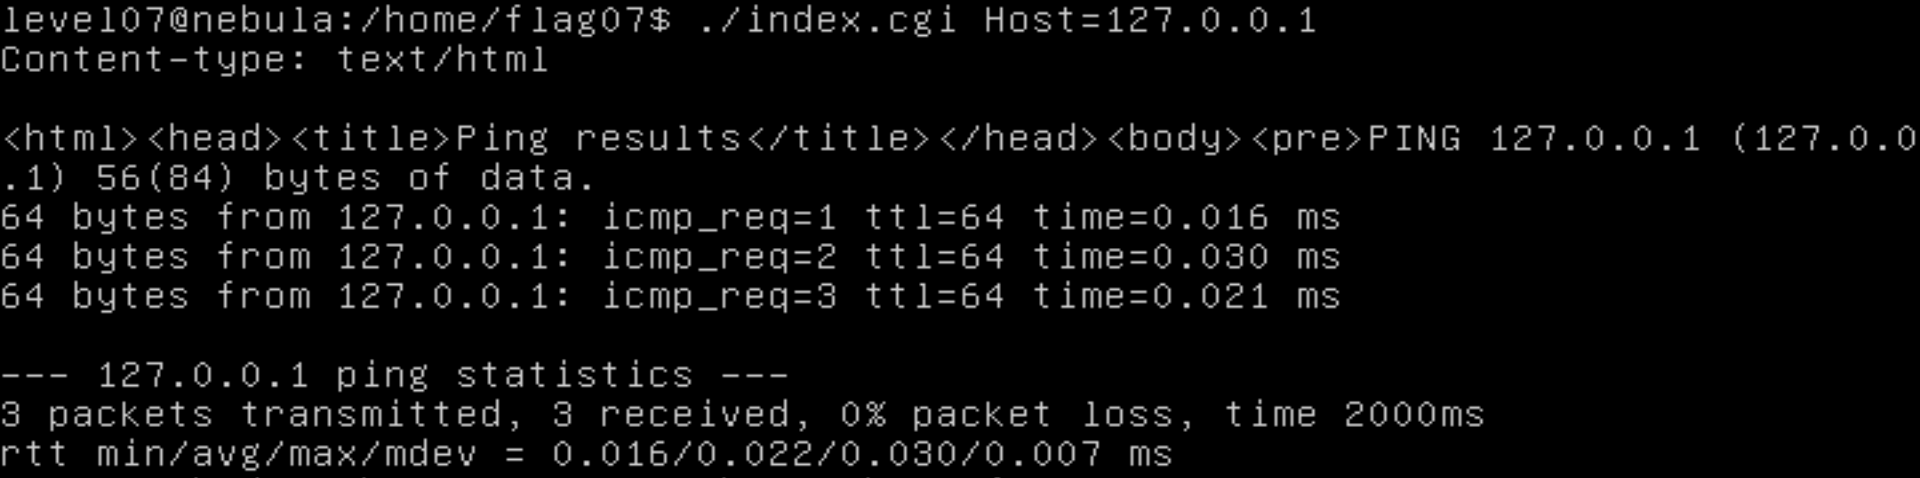 level07@nebula:/home/flag07$ ./index.cgi Host=127.0.0.1
Content-type: text/html

<html><head><title>Ping results</title></head><body><pre>PING 127.0.0.1 (127.0.0
.1) 56(84) bytes of data.
64 bytes from 127.0.0.1: icmp_req=1 ttl=64 time=0.016 ms
64 bytes from 127.0.0.1: icmp_req=2 ttl=64 time=0.030 ms
64 bytes from 127.0.0.1: icmp_req=3 ttl=64 time=0.021 ms

--- 127.0.0.1 ping statistics ---
3 packets transmitted, 3 received, 0% packet loss, time 2000ms
rtt min/avg/max/mdev = 0.016/0.022/0.030/0.007 ms